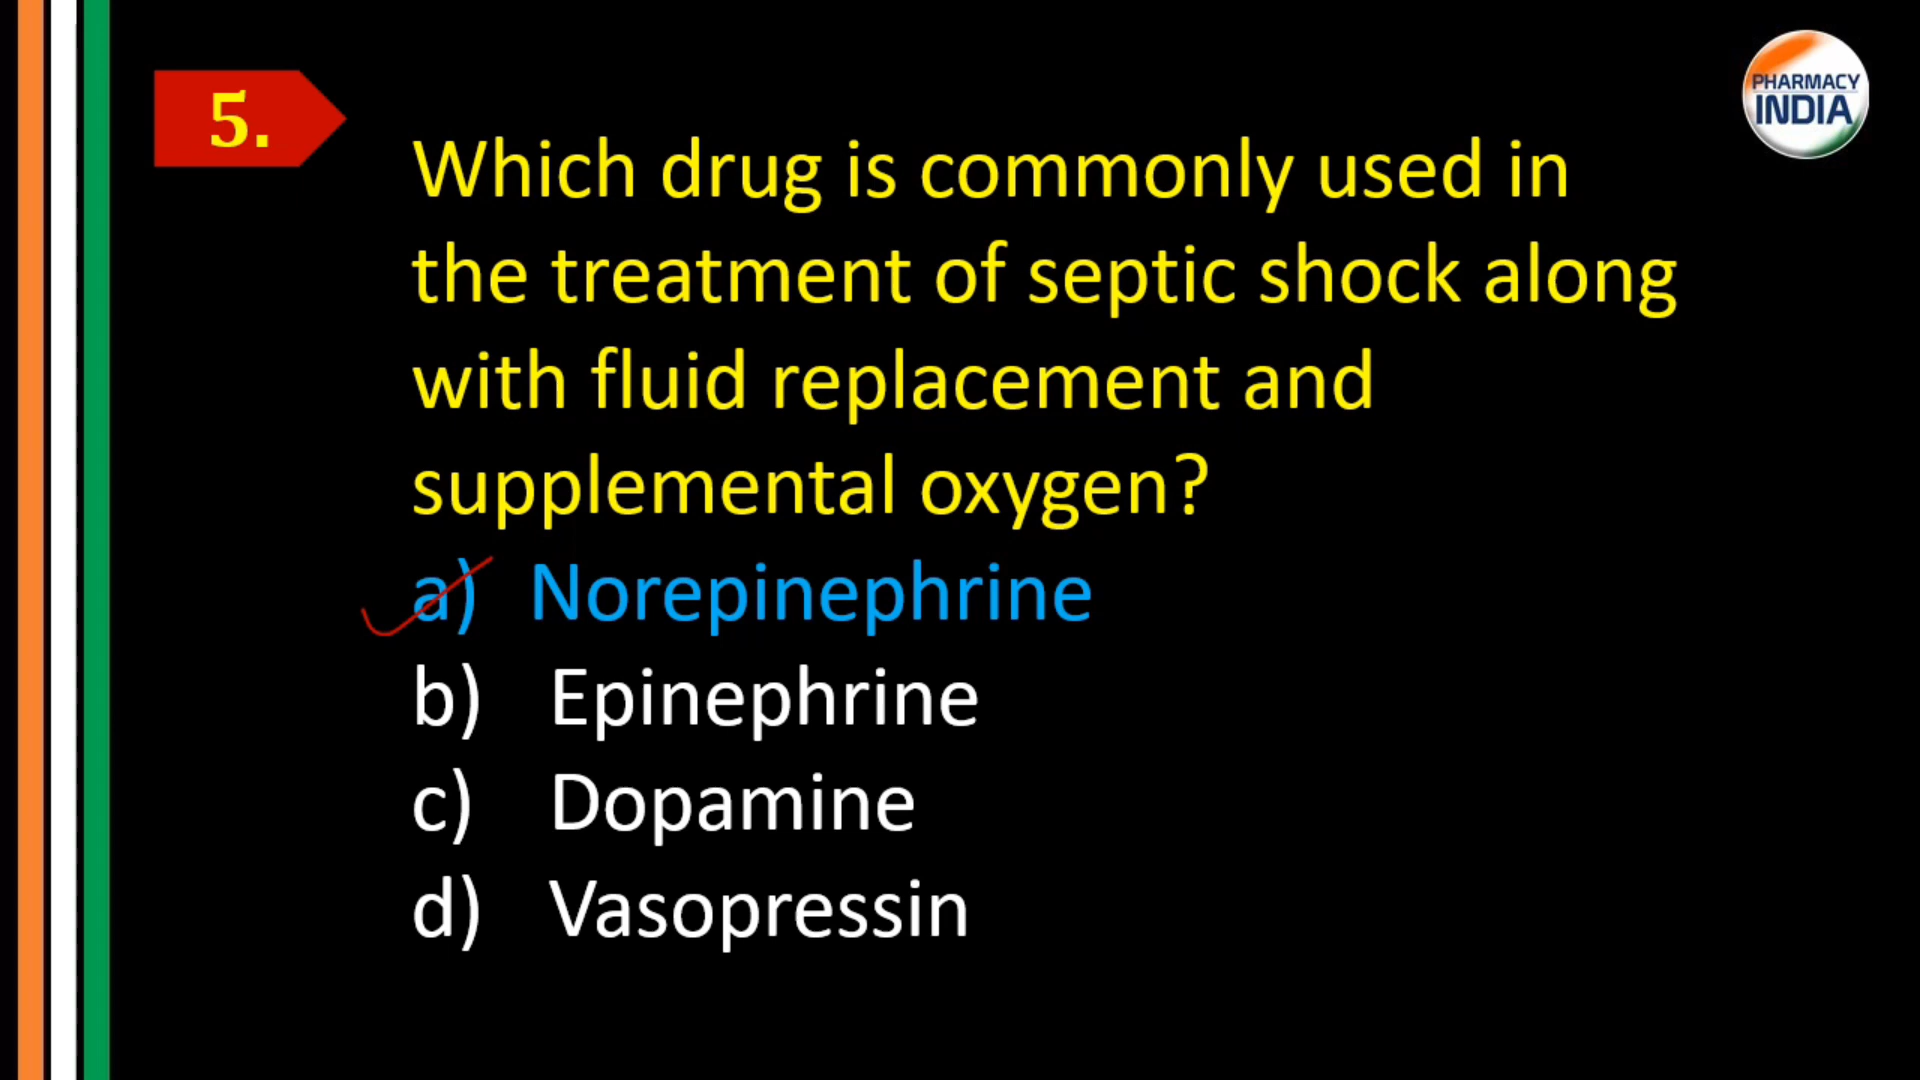 5.
PHARMACY
INDIA
Which drug is commonly used in
the treatment of septic shock along
with fluid replacement and
supplemental oxygen?
a) Norepinephrine
b) Epinephrine
c) Dopamine
d) Vasopressin